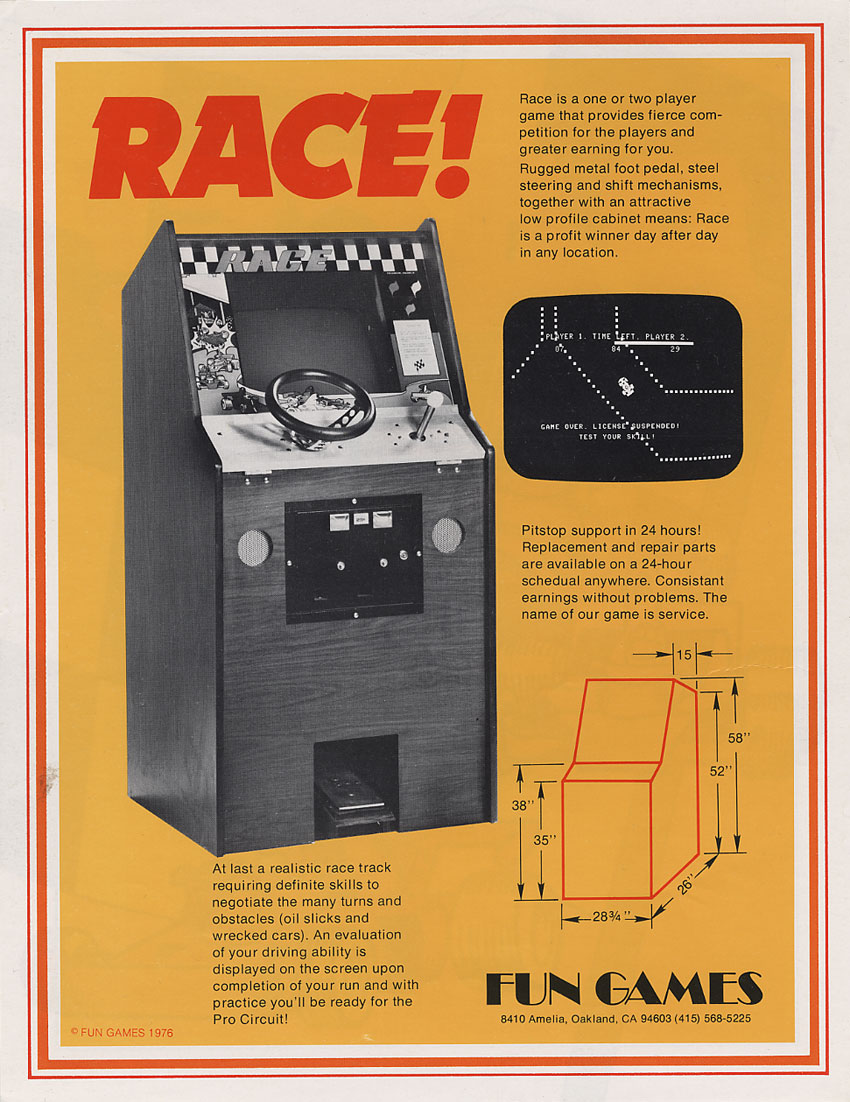 RACE!
Race is a one or two player
game that provides fierce com-
petition for the players and
greater earning for you.
Rugged metal foot pedal, steel
steering and shift mechanisms,
together with an attractive
low profile cabinet means: Race
is a profit winner day after day
in any location.
RACE
PLAYER 1. TIME LEFT. PLAYER 2.
84 29
GAME OVER. LICENSE SUSPENDED!
TEST YOUR SKILL!
Pitstop support in 24 hours!
Replacement and repair parts
are available on a 24-hour
schedual anywhere. Consistant
earnings without problems. The
name of our game is service.
15
58''
52''
38''
35''
26''
28¾''
At last a realistic race track
requiring definite skills to
negotiate the many turns and
obstacles (oil slicks and
wrecked cars). An evaluation
of your driving ability is
displayed on the screen upon
completion of your run and with
practice you'll be ready for the
Pro Circuit!
FUN GAMES
8410 Amelia, Oakland, CA 94603 (415) 568-5225
© FUN GAMES 1976